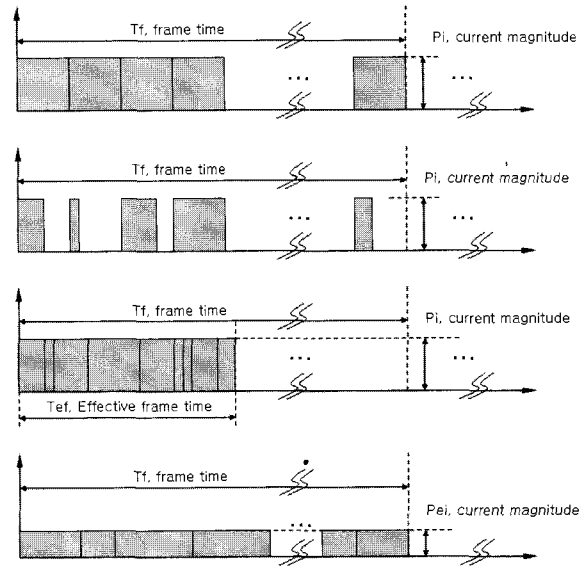 Tf, frame time
Pi, current magnitude
...
...
Tf, frame time
Pi, current magnitude
...
...
Tf, frame time
Pi, current magnitude
...
...
Tef, Effective frame time
Tf, frame time
Pei, current magnitude
...